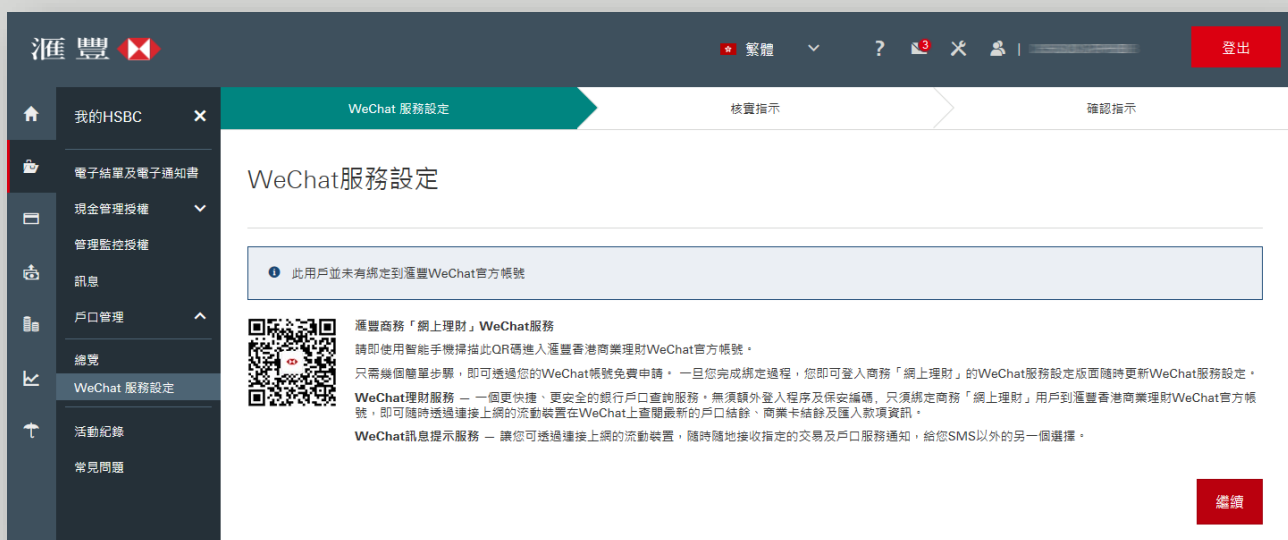 滙豐
繁體
?
3
登出
我的HSBC
WeChat 服務設定
核實指示
確認指示
電子結單及電子通知書
現金管理授權
管理監控授權
訊息
戶口管理
總覽
WeChat 服務設定
活動紀錄
常見問題
WeChat服務設定
此用戶並未有綁定到滙豐WeChat官方帳號
滙豐商務「網上理財」WeChat服務
請即使用智能手機掃描此QR碼進入滙豐香港商業理財WeChat官方帳號。
只需幾個簡單步驟，即可透過您的WeChat帳號免費申請。 一旦您完成綁定過程，您即可登入商務「網上理財」的WeChat服務設定版面隨時更新WeChat服務設定。
WeChat理財服務 — 一個更快捷、更安全的銀行戶口查詢服務。無須額外登入程序及保安編碼, 只須綁定商務「網上理財」用戶到滙豐香港商業理財WeChat官方帳
號，即可隨時透過連接上網的流動裝置在WeChat上查閱最新的戶口結餘、商業卡結餘及匯入款項資訊。
WeChat訊息提示服務 — 讓您可透過連接上網的流動裝置，隨時隨地接收指定的交易及戶口服務通知，給您SMS以外的另一個選擇。
繼續